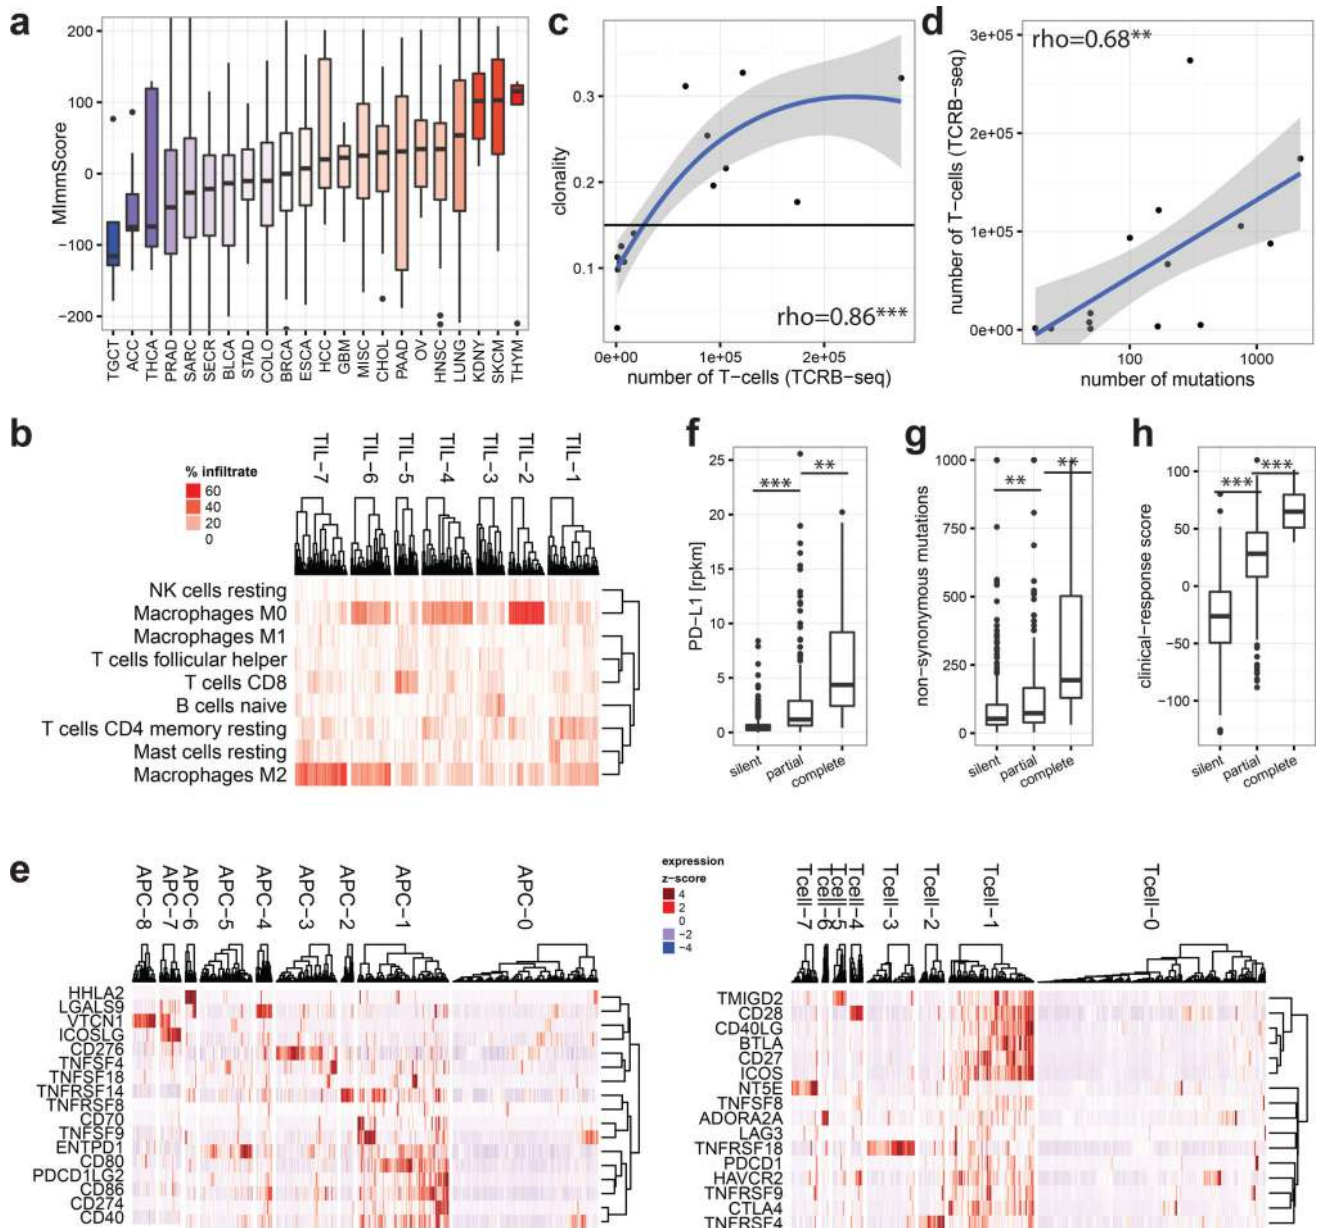 a
200
100
0
−100
−200
MImmScore
TGCT
ACC
THCA
PRAD
SARC
SECR
BLCA
STAD
COLO
BRCA
ESCA
HCC
GBM
MISC
CHOL
PAAD
OV
HNSC
LUNG
KDNY
SKCM
THYM
c
0.3
0.2
0.1
clonality
rho=0.86***
0e+00
1e+05
2e+05
number of T−cells (TCRB−seq)
d
rho=0.68**
3e+05
2e+05
1e+05
0e+00
number of T−cells (TCRB−seq)
100
1000
number of mutations
b
% infiltrate
60
40
20
0
TIL−7
TIL−6
TIL−5
TIL−4
TIL−3
TIL−2
TIL−1
NK cells resting
Macrophages M0
Macrophages M1
T cells follicular helper
T cells CD8
B cells naive
T cells CD4 memory resting
Mast cells resting
Macrophages M2
f
25
20
15
10
5
0
PD−L1 [rpkm]
***
**
silent
partial
complete
g
1000
750
500
250
0
non−synonymous mutations
**
**
silent
partial
complete
h
100
50
0
−50
−100
clinical−response score
***
***
silent
partial
complete
e
APC−8
APC−7
APC−6
APC−5
APC−4
APC−3
APC−2
APC−1
APC−0
HHLA2
LGALS9
VTCN1
ICOSLG
CD276
TNFSF4
TNFSF18
TNFRSF14
TNFRSF8
CD70
TNFSF9
ENTPD1
CD80
PDCD1LG2
CD86
CD274
CD40
expression
z−score
4
2
0
−2
−4
Tcell−7
Tcell−6
Tcell−5
Tcell−4
Tcell−3
Tcell−2
Tcell−1
Tcell−0
TMIGD2
CD28
CD40LG
BTLA
CD27
ICOS
NT5E
TNFSF8
ADORA2A
LAG3
TNFRSF18
PDCD1
HAVCR2
TNFRSF9
CTLA4
TNFRSF4